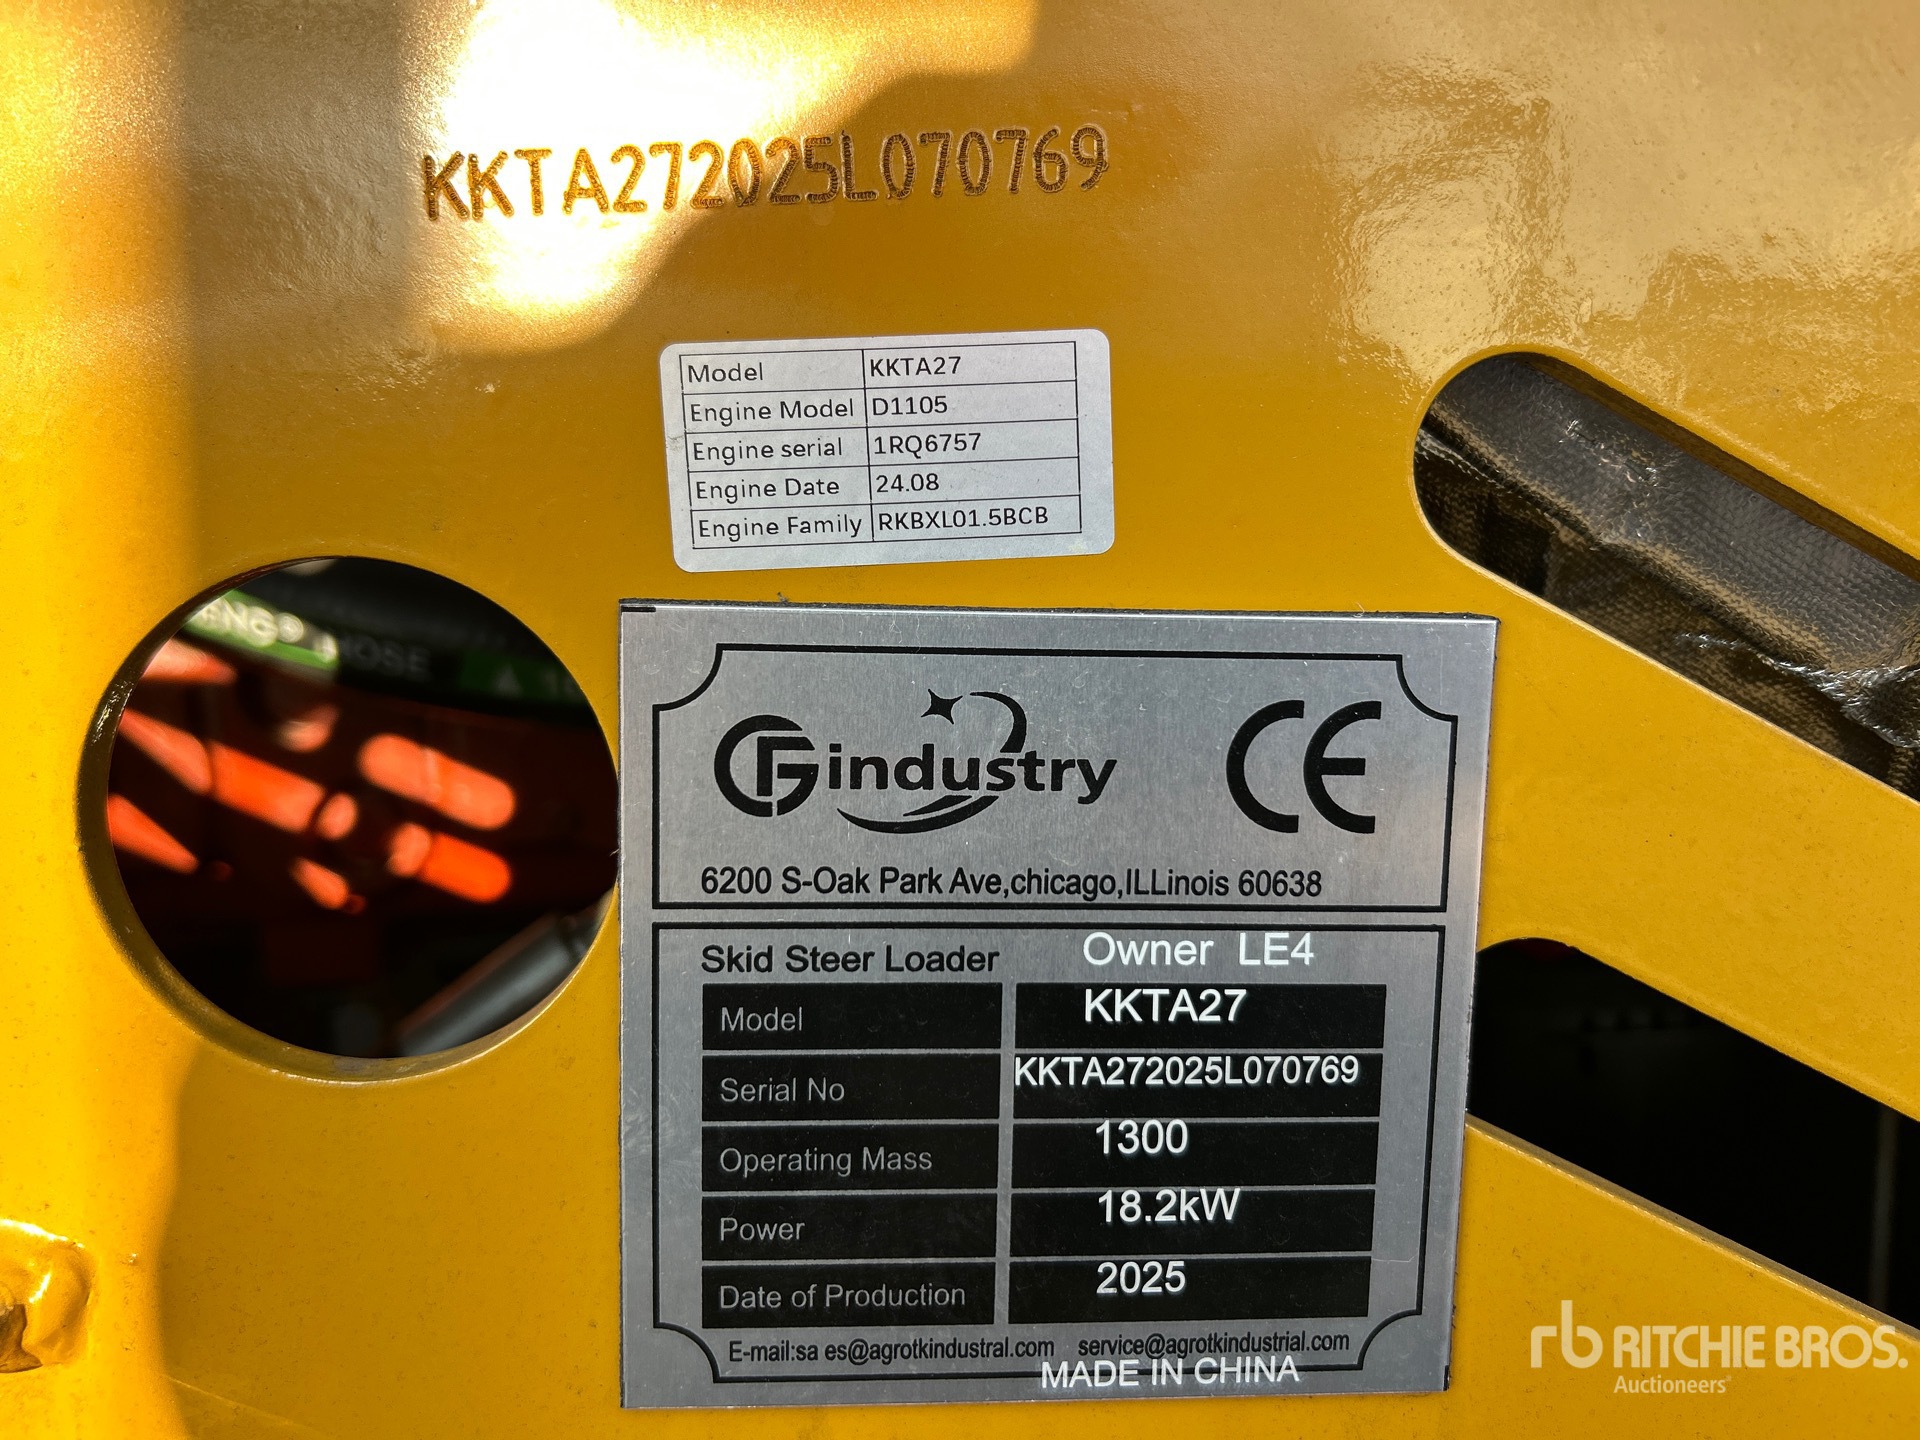 KKTA272025L070769
Model KKTA27
Engine Model D1105
Engine serial 1RQ6757
Engine Date 24.08
Engine Family RKBXL01.5BCB
HOSE
GFindustry CE
6200 S-Oak Park Ave,chicago,ILLinois 60638
Skid Steer Loader Owner LE4
Model KKTA27
Serial No KKTA272025L070769
Operating Mass 1300
Power 18.2kW
Date of Production 2025
E-mail:sa es@agrotkindustral.com service@agrotkindustrial.com
MADE IN CHINA
rb RITCHIE BROS.
Auctioneers